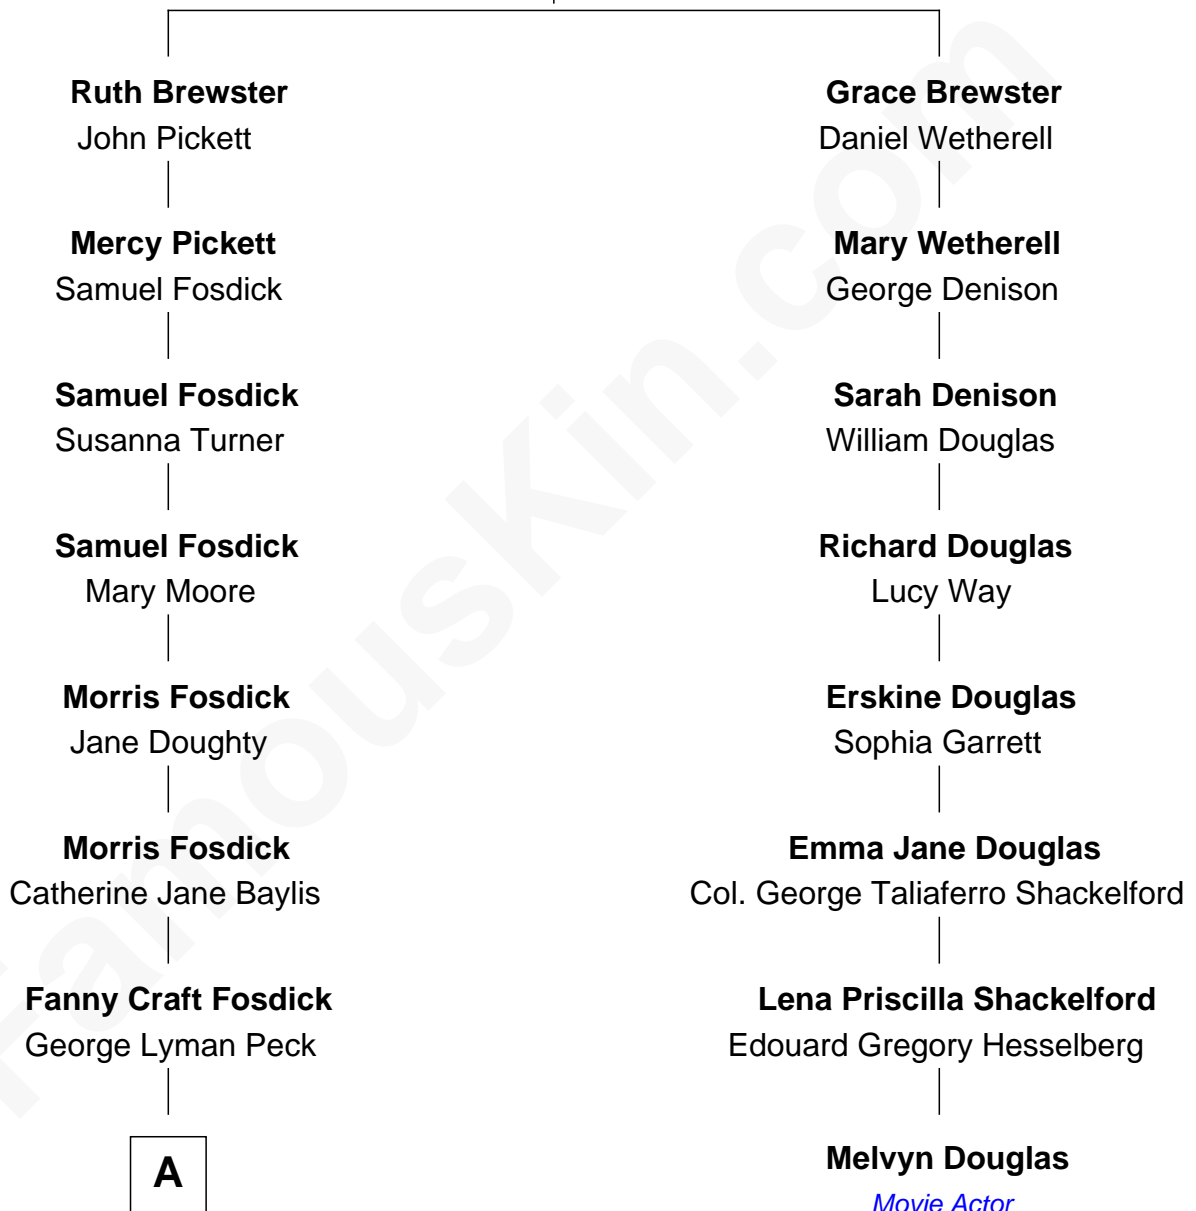 Ruth Brewster
John Pickett
Mercy Pickett
Samuel Fosdick
Samuel Fosdick
Susanna Turner
Samuel Fosdick
Mary Moore
Morris Fosdick
Jane Doughty
Morris Fosdick
Catherine Jane Baylis
Fanny Craft Fosdick
George Lyman Peck
A
Grace Brewster
Daniel Wetherell
Mary Wetherell
George Denison
Sarah Denison
William Douglas
Richard Douglas
Lucy Way
Erskine Douglas
Sophia Garrett
Emma Jane Douglas
Col. George Taliaferro Shackelford
Lena Priscilla Shackelford
Edouard Gregory Hesselberg
Melvyn Douglas
Movie Actor
FamousKin.com